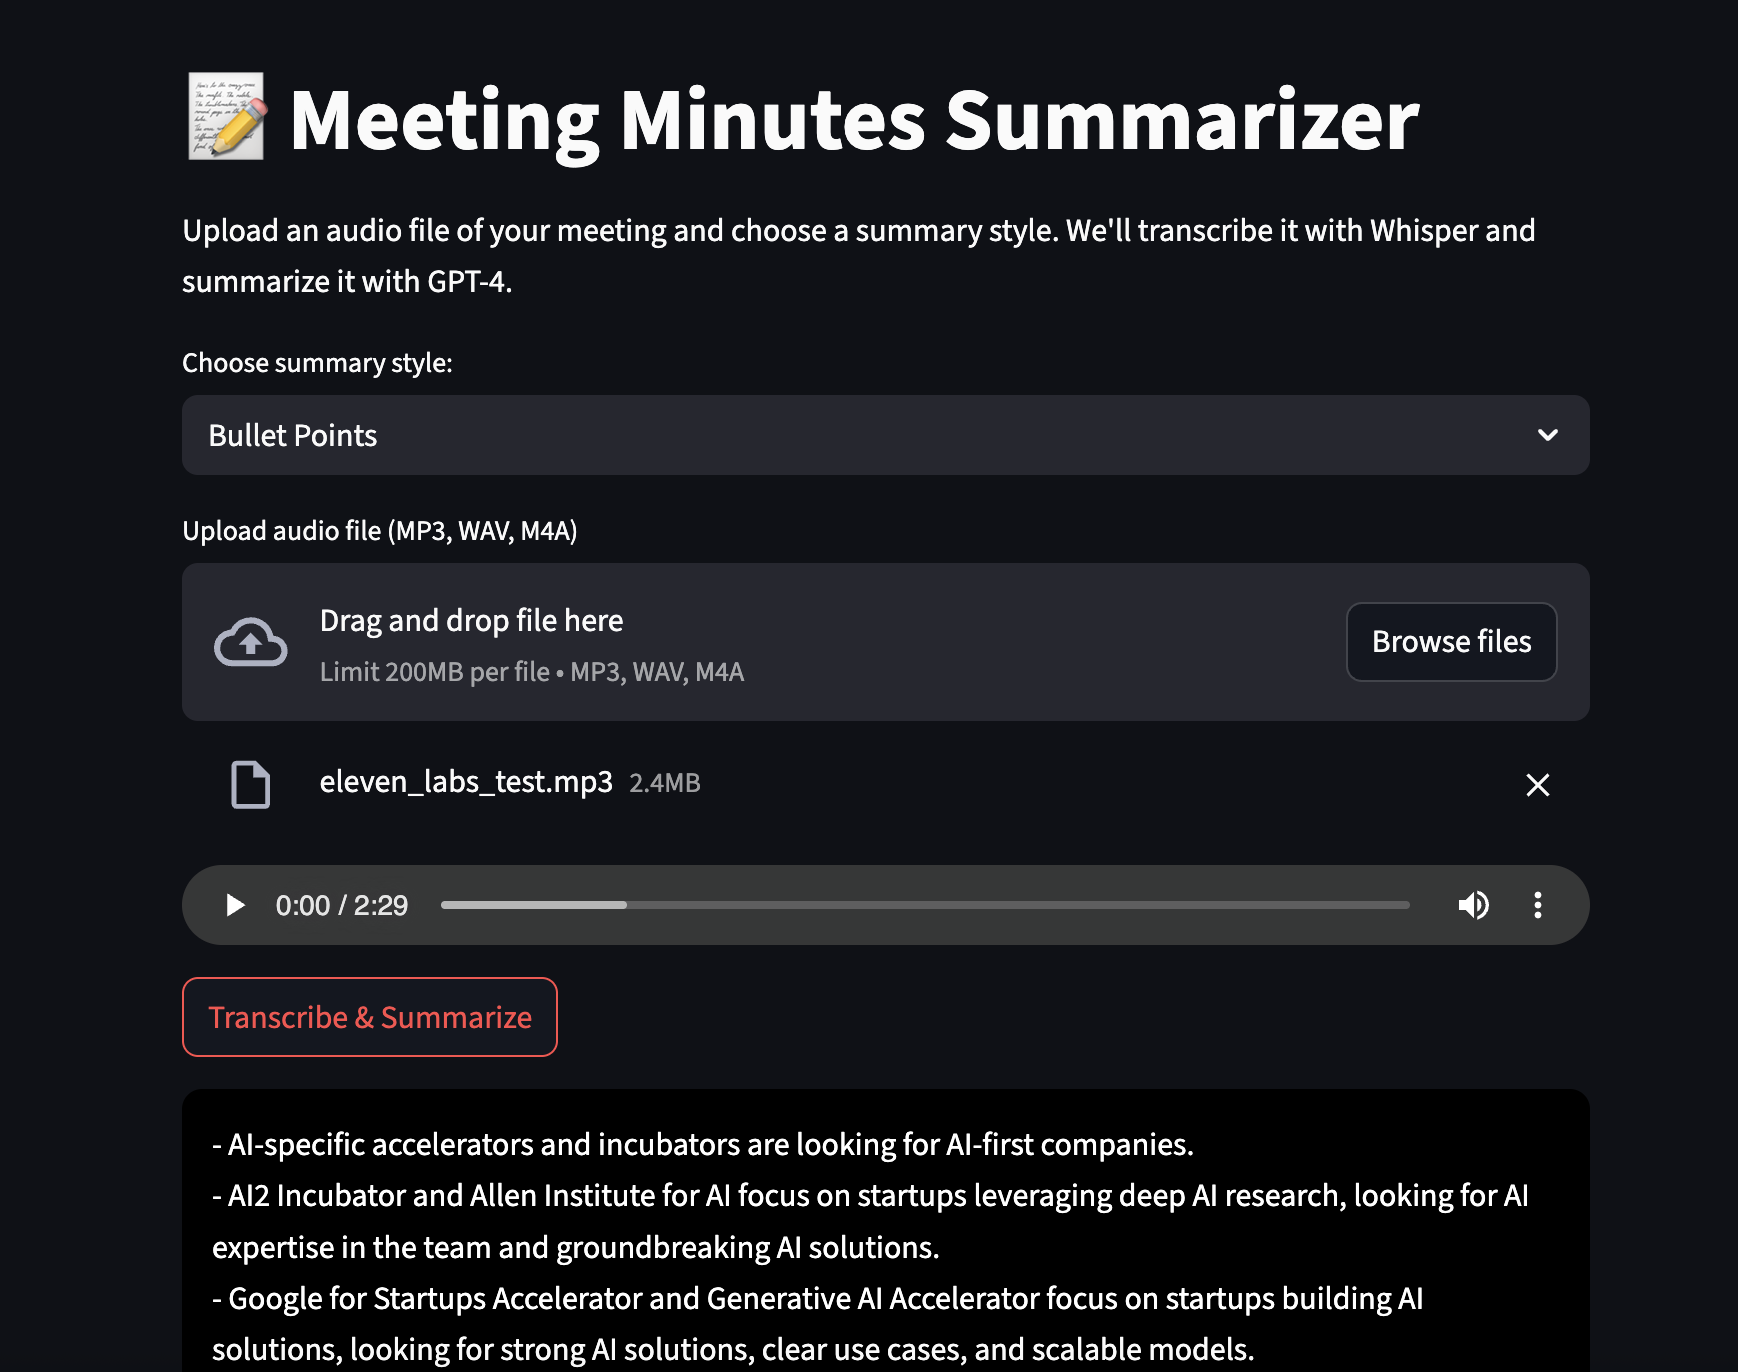 Meeting Minutes Summarizer
Upload an audio file of your meeting and choose a summary style. We'll transcribe it with Whisper and
summarize it with GPT-4.
Choose summary style:
Bullet Points
Upload audio file (MP3, WAV, M4A)
Drag and drop file here
Limit 200MB per file • MP3, WAV, M4A
Browse files
eleven_labs_test.mp3 2.4MB
0:00 / 2:29
Transcribe & Summarize
- AI-specific accelerators and incubators are looking for AI-first companies.
- AI2 Incubator and Allen Institute for AI focus on startups leveraging deep AI research, looking for AI
expertise in the team and groundbreaking AI solutions.
- Google for Startups Accelerator and Generative AI Accelerator focus on startups building AI
solutions, looking for strong AI solutions, clear use cases, and scalable models.